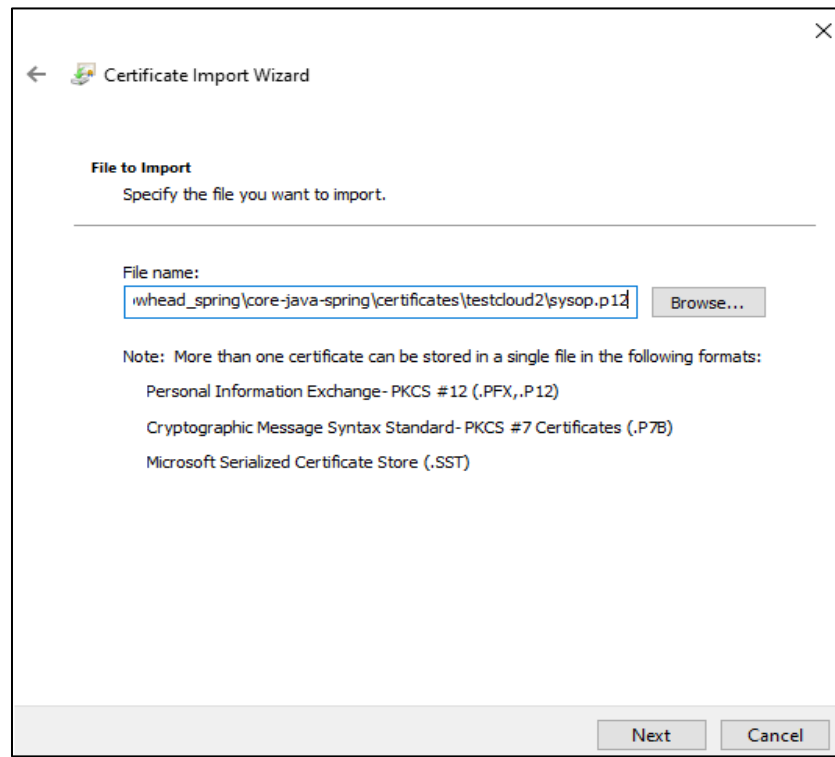 Certificate Import Wizard
File to Import
Specify the file you want to import.
File name:
whead_spring\core-java-spring\certificates\testcloud2\sysop.p12
Browse...
Note: More than one certificate can be stored in a single file in the following formats:
Personal Information Exchange- PKCS #12 (.PFX,.P12)
Cryptographic Message Syntax Standard- PKCS #7 Certificates (.P7B)
Microsoft Serialized Certificate Store (.SST)
Next
Cancel